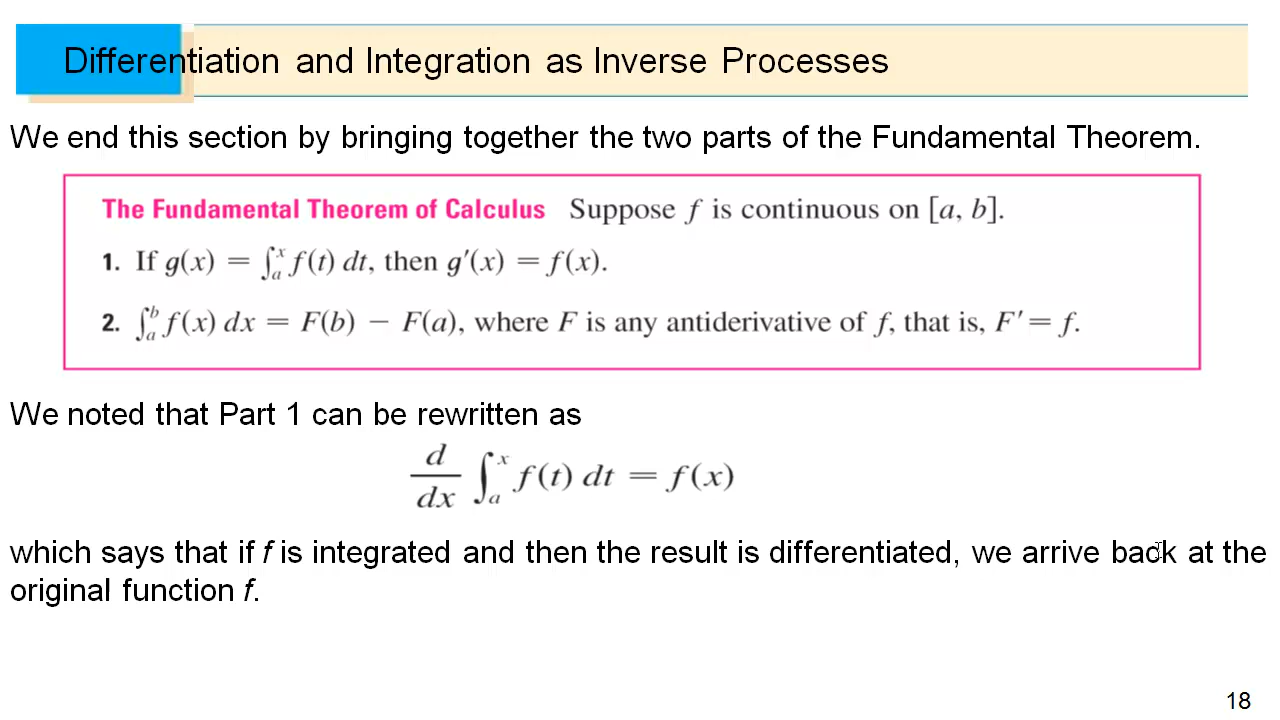 Differentiation and Integration as Inverse Processes
We end this section by bringing together the two parts of the Fundamental Theorem.
The Fundamental Theorem of Calculus Suppose f is continuous on [a, b].
1. If g(x) = ∫ₐˣ f(t) dt, then g′(x) = f(x).
2. ∫ₐᵇ f(x) dx = F(b) − F(a), where F is any antiderivative of f, that is, F′ = f.
We noted that Part 1 can be rewritten as
d/dx ∫ₐˣ f(t) dt = f(x)
which says that if f is integrated and then the result is differentiated, we arrive back at the
original function f.
18